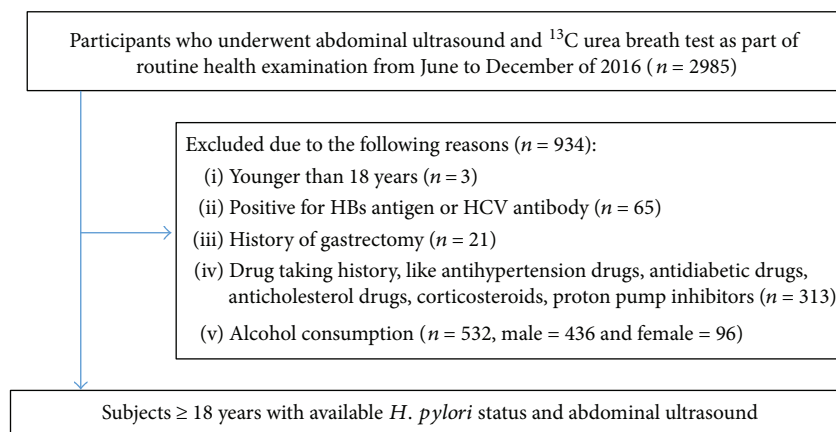 Participants who underwent abdominal ultrasound and ¹³C urea breath test as part of
routine health examination from June to December of 2016 (n = 2985)
Excluded due to the following reasons (n = 934):
(i) Younger than 18 years (n = 3)
(ii) Positive for HBs antigen or HCV antibody (n = 65)
(iii) History of gastrectomy (n = 21)
(iv) Drug taking history, like antihypertension drugs, antidiabetic drugs,
anticholesterol drugs, corticosteroids, proton pump inhibitors (n = 313)
(v) Alcohol consumption (n = 532, male = 436 and female = 96)
Subjects ≥ 18 years with available H. pylori status and abdominal ultrasound